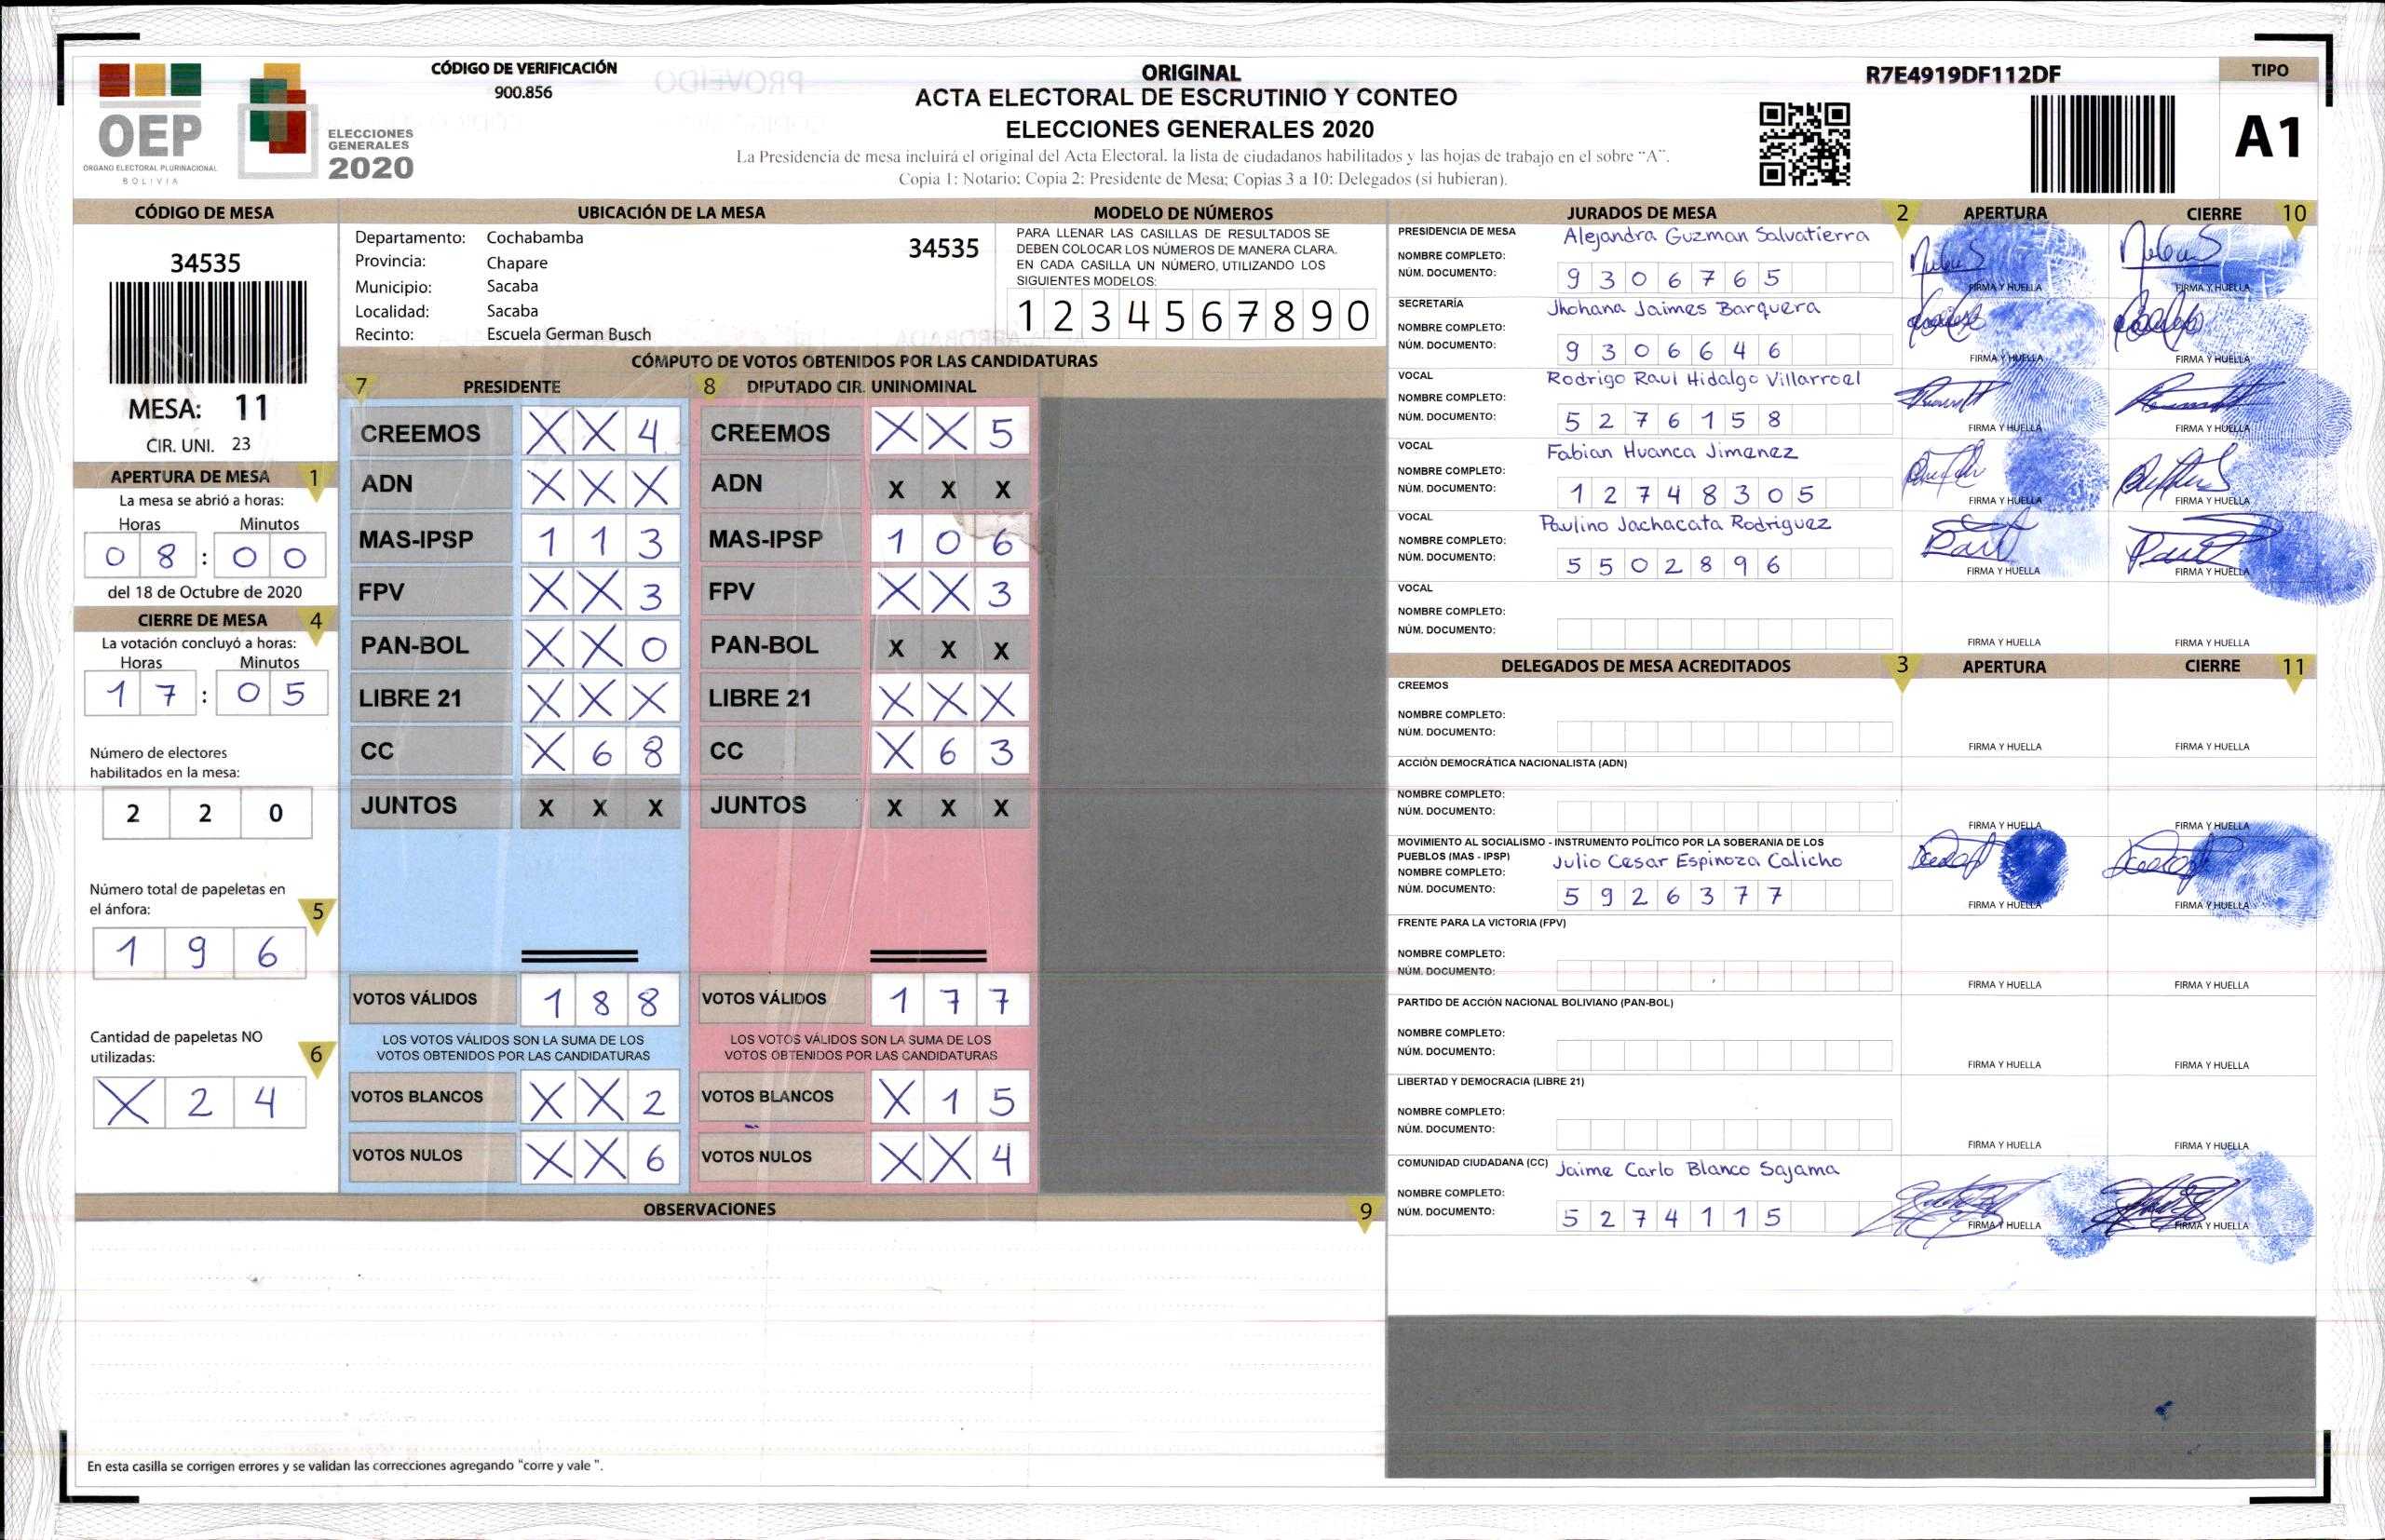 OEP
ÓRGANO ELECTORAL PLURINACIONAL
BOLIVIA
ELECCIONES
GENERALES
2020
CÓDIGO DE VERIFICACIÓN
900.856
ORIGINAL
ACTA ELECTORAL DE ESCRUTINIO Y CONTEO
ELECCIONES GENERALES 2020
La Presidencia de mesa incluirá el original del Acta Electoral, la lista de ciudadanos habilitados y las hojas de trabajo en el sobre "A".
Copia 1: Notario; Copia 2: Presidente de Mesa; Copias 3 a 10: Delegados (si hubieran).
R7E4919DF112DF
TIPO
A1
CÓDIGO DE MESA
34535
MESA: 11
CIR. UNI. 23
APERTURA DE MESA 1
La mesa se abrió a horas:
Horas Minutos
0 8 : 0 0
del 18 de Octubre de 2020
CIERRE DE MESA 4
La votación concluyó a horas:
Horas Minutos
1 7 : 0 5
Número de electores
habilitados en la mesa:
2 2 0
Número total de papeletas en
el ánfora: 5
1 9 6
Cantidad de papeletas NO
utilizadas: 6
X 2 4
UBICACIÓN DE LA MESA
Departamento: Cochabamba 34535
Provincia: Chapare
Municipio: Sacaba
Localidad: Sacaba
Recinto: Escuela German Busch
MODELO DE NÚMEROS
PARA LLENAR LAS CASILLAS DE RESULTADOS SE
DEBEN COLOCAR LOS NÚMEROS DE MANERA CLARA.
EN CADA CASILLA UN NÚMERO, UTILIZANDO LOS
SIGUIENTES MODELOS:
1 2 3 4 5 6 7 8 9 0
CÓMPUTO DE VOTOS OBTENIDOS POR LAS CANDIDATURAS
7 PRESIDENTE 8 DIPUTADO CIR. UNINOMINAL
CREEMOS X X 4 CREEMOS X X 5
ADN X X X ADN X X X
MAS-IPSP 1 1 3 MAS-IPSP 1 0 6
FPV X X 3 FPV X X 3
PAN-BOL X X 0 PAN-BOL X X X
LIBRE 21 X X X LIBRE 21 X X X
CC X 6 8 CC X 6 3
JUNTOS X X X JUNTOS X X X
VOTOS VÁLIDOS 1 8 8 VOTOS VÁLIDOS 1 7 7
LOS VOTOS VÁLIDOS SON LA SUMA DE LOS LOS VOTOS VÁLIDOS SON LA SUMA DE LOS
VOTOS OBTENIDOS POR LAS CANDIDATURAS VOTOS OBTENIDOS POR LAS CANDIDATURAS
VOTOS BLANCOS X X 2 VOTOS BLANCOS X 1 5
VOTOS NULOS X X 6 VOTOS NULOS X X 4
OBSERVACIONES 9
En esta casilla se corrigen errores y se validan las correcciones agregando "corre y vale ".
JURADOS DE MESA 2 APERTURA CIERRE 10
PRESIDENCIA DE MESA Alejandra Guzman Salvatierra
NOMBRE COMPLETO:
NÚM. DOCUMENTO: 9 3 0 6 7 6 5
FIRMA Y HUELLA FIRMA Y HUELLA
SECRETARÍA Jhohana Jaimes Barquera
NOMBRE COMPLETO:
NÚM. DOCUMENTO: 9 3 0 6 6 4 6
FIRMA Y HUELLA FIRMA Y HUELLA
VOCAL Rodrigo Raul Hidalgo Villarroel
NOMBRE COMPLETO:
NÚM. DOCUMENTO: 5 2 7 6 1 5 8
FIRMA Y HUELLA FIRMA Y HUELLA
VOCAL Fabian Huanca Jimenez
NOMBRE COMPLETO:
NÚM. DOCUMENTO: 1 2 7 4 8 3 0 5
FIRMA Y HUELLA FIRMA Y HUELLA
VOCAL Paulino Jachacata Rodriguez
NOMBRE COMPLETO:
NÚM. DOCUMENTO: 5 5 0 2 8 9 6
FIRMA Y HUELLA FIRMA Y HUELLA
VOCAL
NOMBRE COMPLETO:
NÚM. DOCUMENTO:
FIRMA Y HUELLA FIRMA Y HUELLA
DELEGADOS DE MESA ACREDITADOS 3 APERTURA CIERRE 11
CREEMOS
NOMBRE COMPLETO:
NÚM. DOCUMENTO:
FIRMA Y HUELLA FIRMA Y HUELLA
ACCIÓN DEMOCRÁTICA NACIONALISTA (ADN)
NOMBRE COMPLETO:
NÚM. DOCUMENTO:
FIRMA Y HUELLA FIRMA Y HUELLA
MOVIMIENTO AL SOCIALISMO - INSTRUMENTO POLÍTICO POR LA SOBERANIA DE LOS
PUEBLOS (MAS - IPSP) Julio Cesar Espinoza Calicho
NOMBRE COMPLETO:
NÚM. DOCUMENTO: 5 9 2 6 3 7 7
FIRMA Y HUELLA FIRMA Y HUELLA
FRENTE PARA LA VICTORIA (FPV)
NOMBRE COMPLETO:
NÚM. DOCUMENTO:
FIRMA Y HUELLA FIRMA Y HUELLA
PARTIDO DE ACCIÓN NACIONAL BOLIVIANO (PAN-BOL)
NOMBRE COMPLETO:
NÚM. DOCUMENTO:
FIRMA Y HUELLA FIRMA Y HUELLA
LIBERTAD Y DEMOCRACIA (LIBRE 21)
NOMBRE COMPLETO:
NÚM. DOCUMENTO:
FIRMA Y HUELLA FIRMA Y HUELLA
COMUNIDAD CIUDADANA (CC) Jaime Carlo Blanco Sajama
NOMBRE COMPLETO:
NÚM. DOCUMENTO: 5 2 7 4 1 1 5
FIRMA Y HUELLA FIRMA Y HUELLA